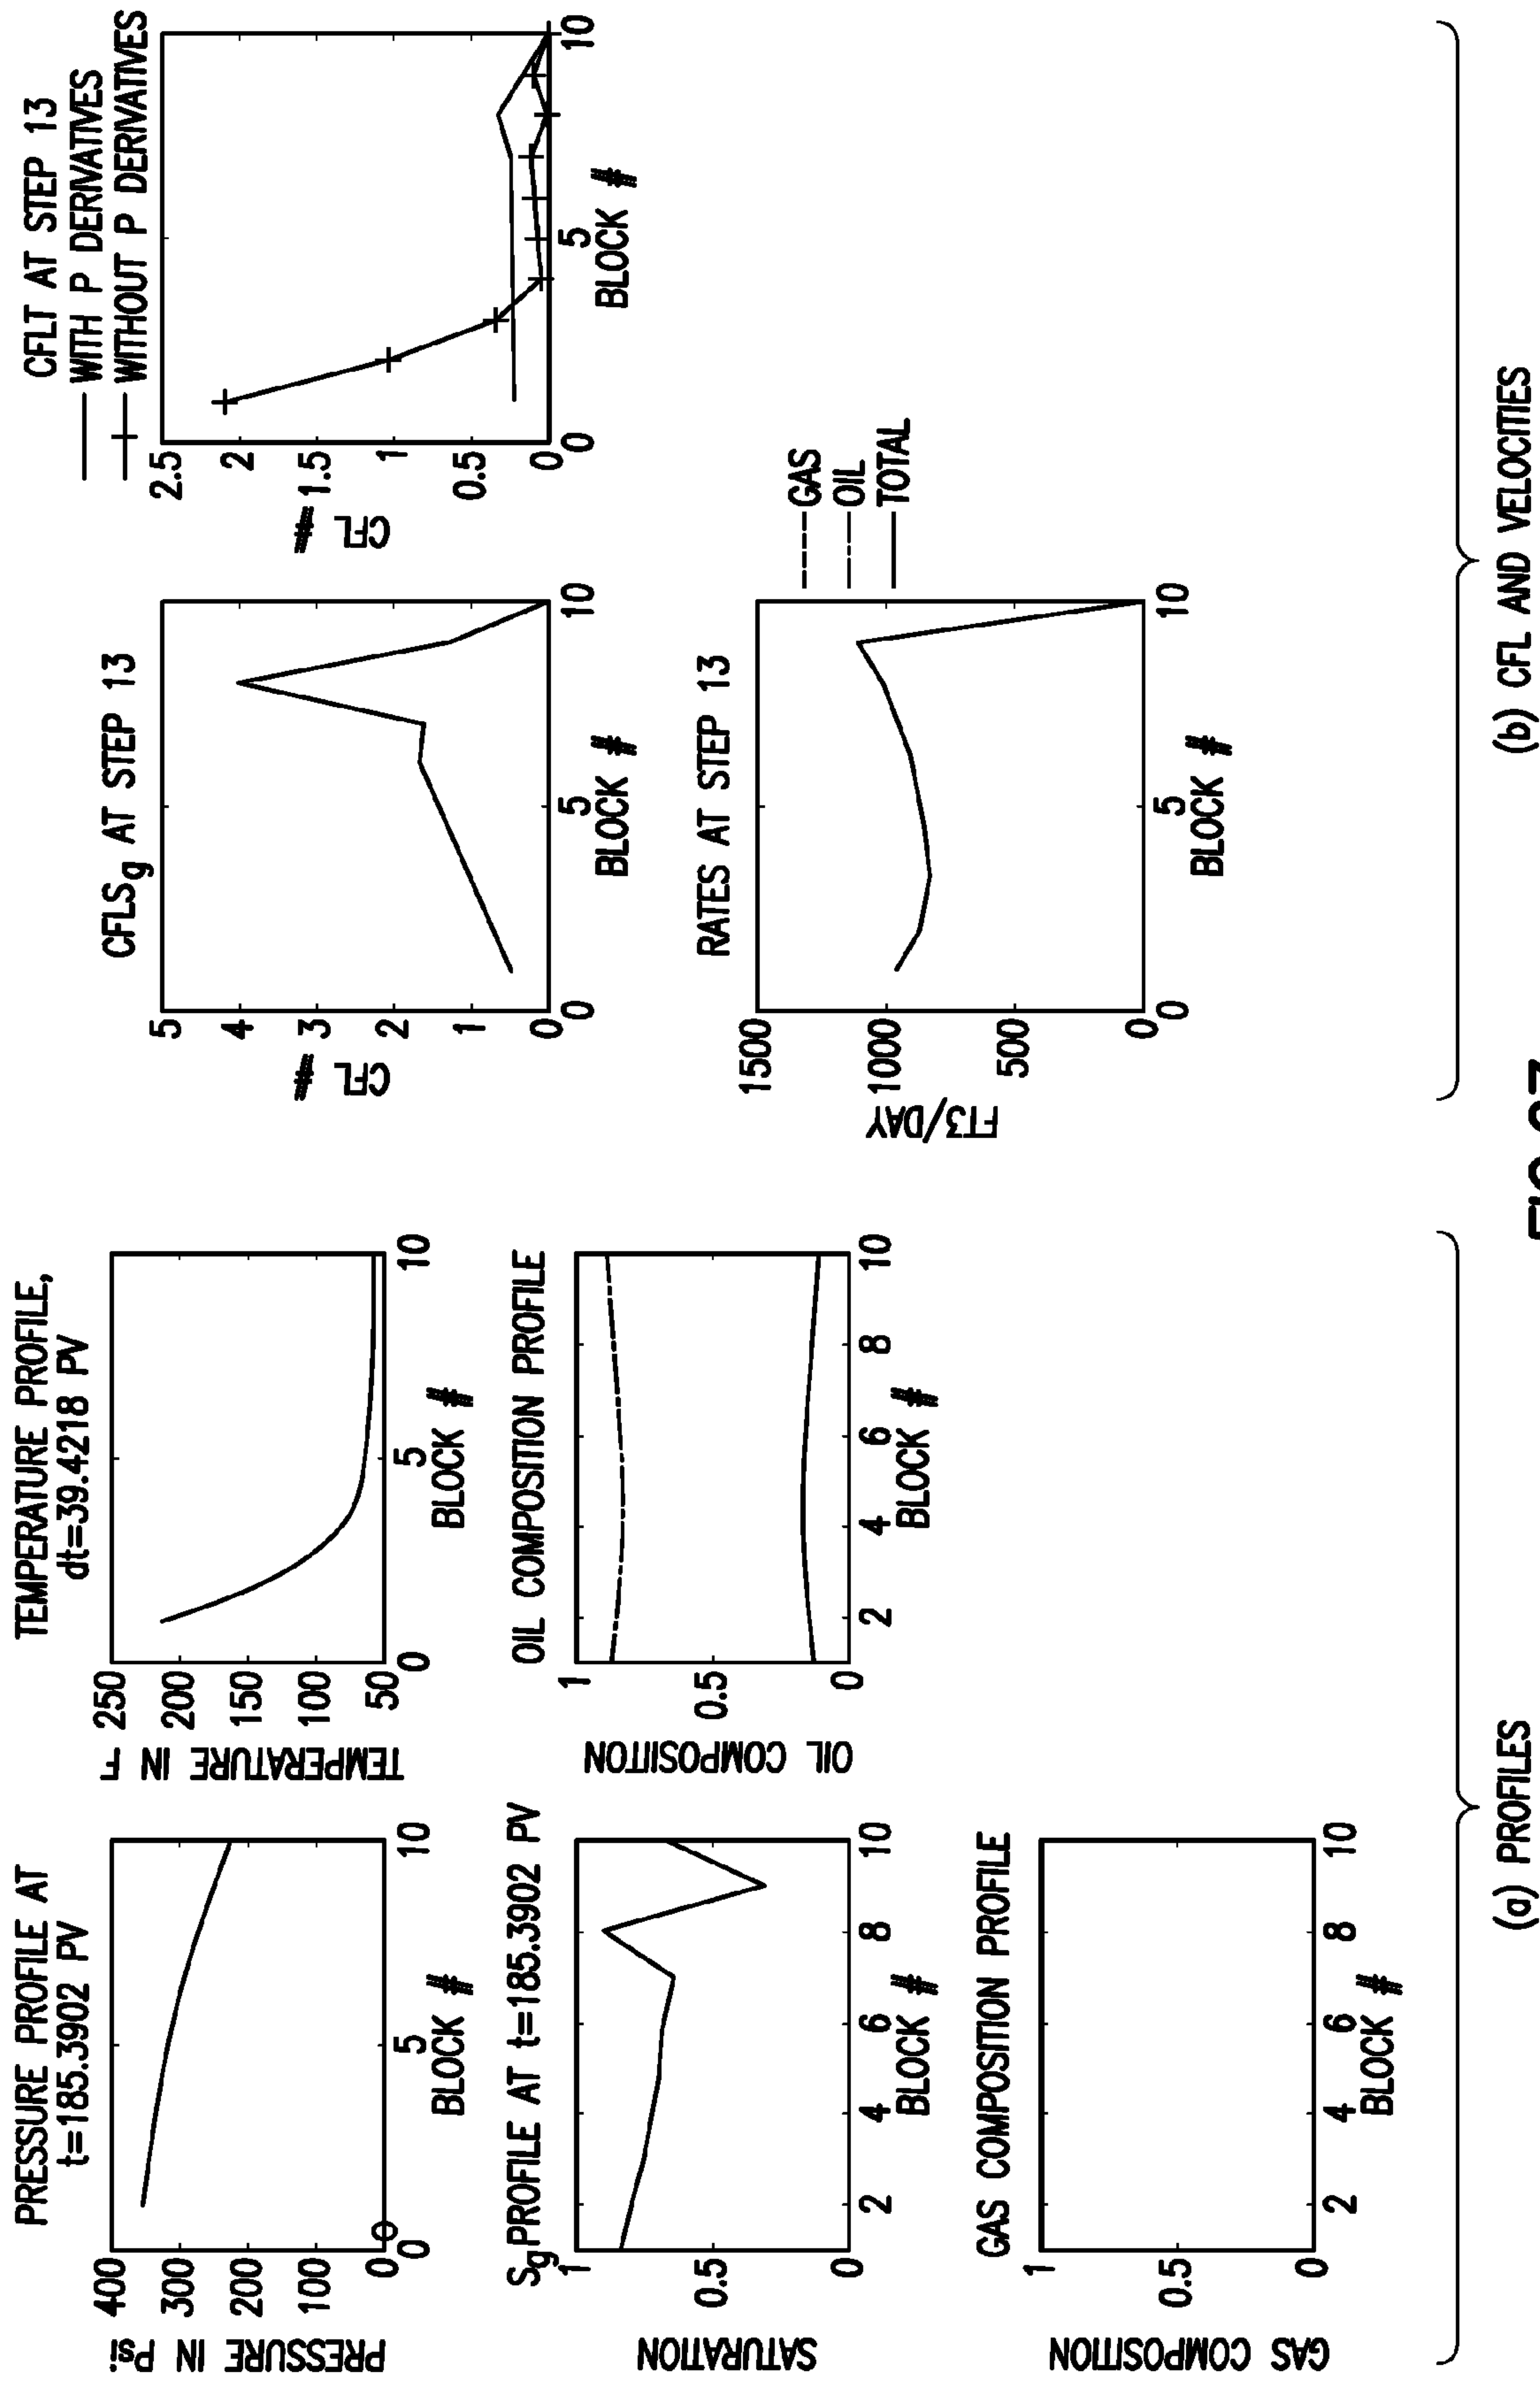 PRESSURE PROFILE AT
t=185.3902 PV
PRESSURE IN Psi.
400
300
200
100
0
0
5
10
BLOCK #
TEMPERATURE PROFILE,
dt=39.4218 PV
TEMPERATURE IN F
250
200
150
100
50
0
5
10
BLOCK #
Sg PROFILE AT t=185.3902 PV
SATURATION
1
0.5
0
2
4
6
8
10
BLOCK #
OIL COMPOSITION PROFILE
OIL COMPOSITION
1
0.5
0
2
4
6
8
10
BLOCK #
GAS COMPOSITION PROFILE
GAS COMPOSITION
1
0.5
0
2
4
6
8
10
BLOCK #
(a) PROFILES
CFLSg AT STEP 13
CFL #
5
4
3
2
1
0
0
5
10
BLOCK #
CFLT AT STEP 13
WITH P DERIVATIVES
WITHOUT P DERIVATIVES
CFL #
2.5
2
1.5
1
0.5
0
0
5
10
BLOCK #
RATES AT STEP 13
FT3/DAY
1500
1000
500
0
0
5
10
BLOCK #
GAS
OIL
TOTAL
(b) CFL AND VELOCITIES